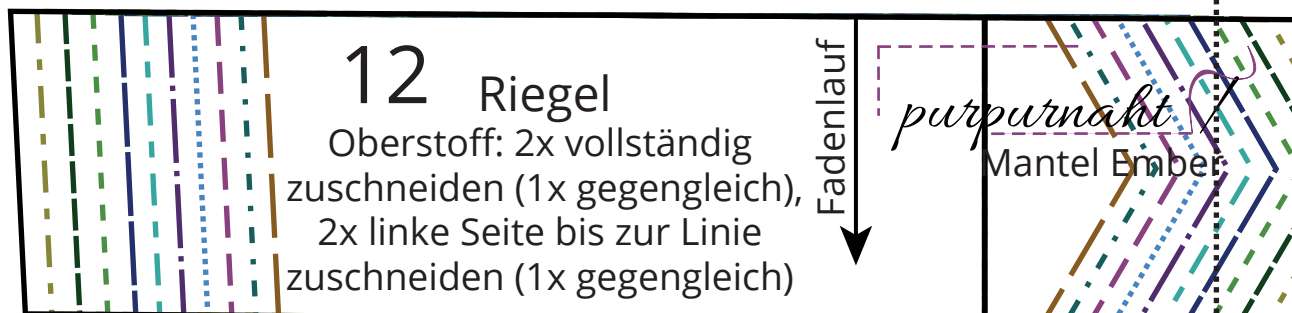 12 Riegel
Oberstoff: 2x vollständig
zuschneiden (1x gegengleich),
2x linke Seite bis zur Linie
zuschneiden (1x gegengleich)
Fadenlauf
purpurnaht
Mantel Ember